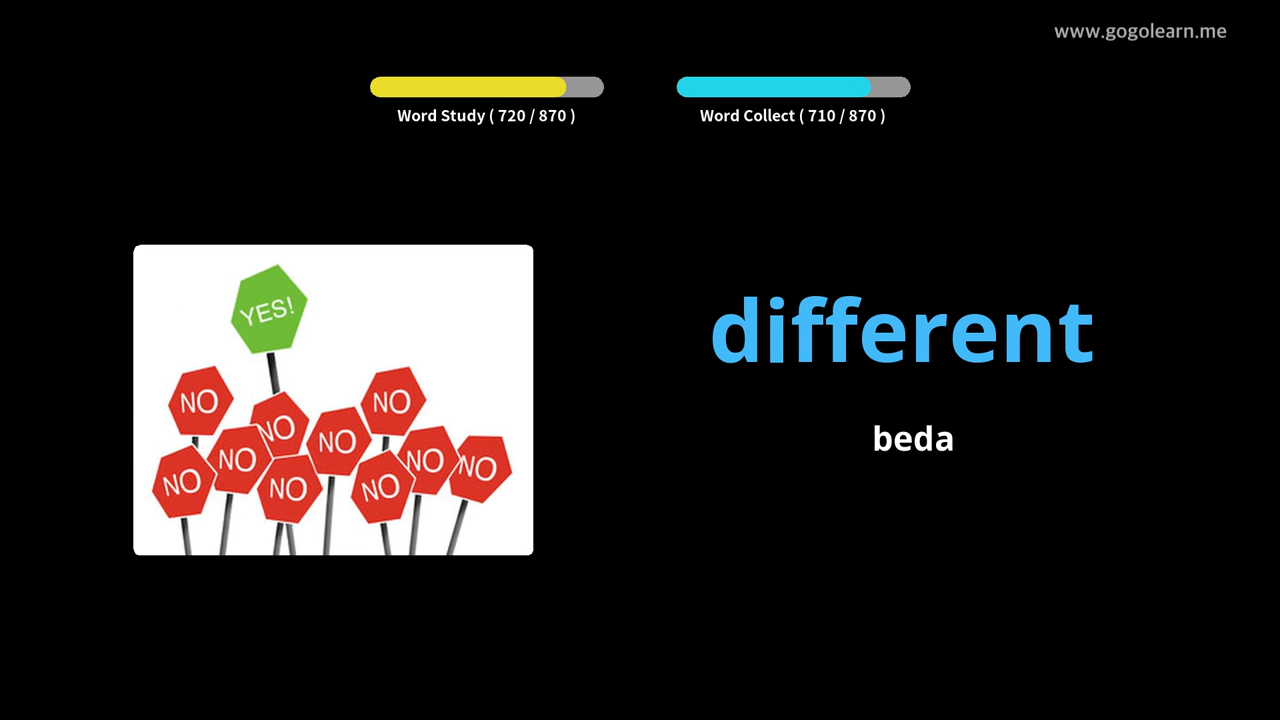 www.gogolearn.me
Word Study ( 720 / 870 )
Word Collect ( 710 / 870 )
YES!
NO
NO
NO
NO
NO
NO
NO
NO
NO
NO
different
beda